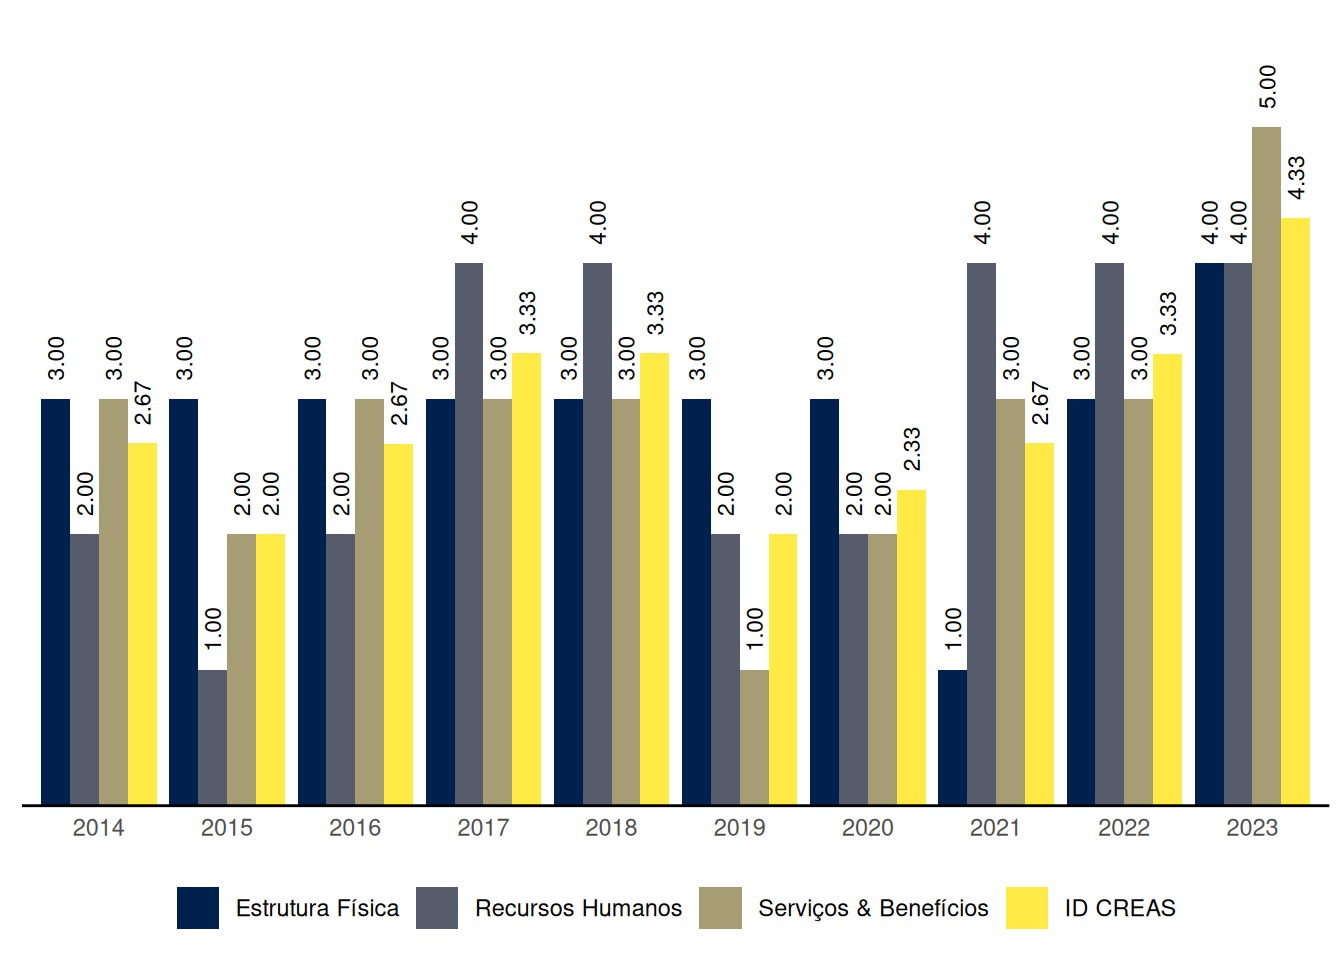 5.00
4.33
4.00 4.00 4.00 4.00 4.00 4.00
3.33 3.33 3.33
3.00 3.00 3.00 3.00 3.00 3.00 3.00 3.00 3.00 3.00 3.00 3.00 3.00 3.00
2.67 2.67 2.67
2.33
2.00 2.00 2.00 2.00 2.00 2.00 2.00 2.00
1.00 1.00 1.00
2014 2015 2016 2017 2018 2019 2020 2021 2022 2023
Estrutura Física Recursos Humanos Serviços & Benefícios ID CREAS